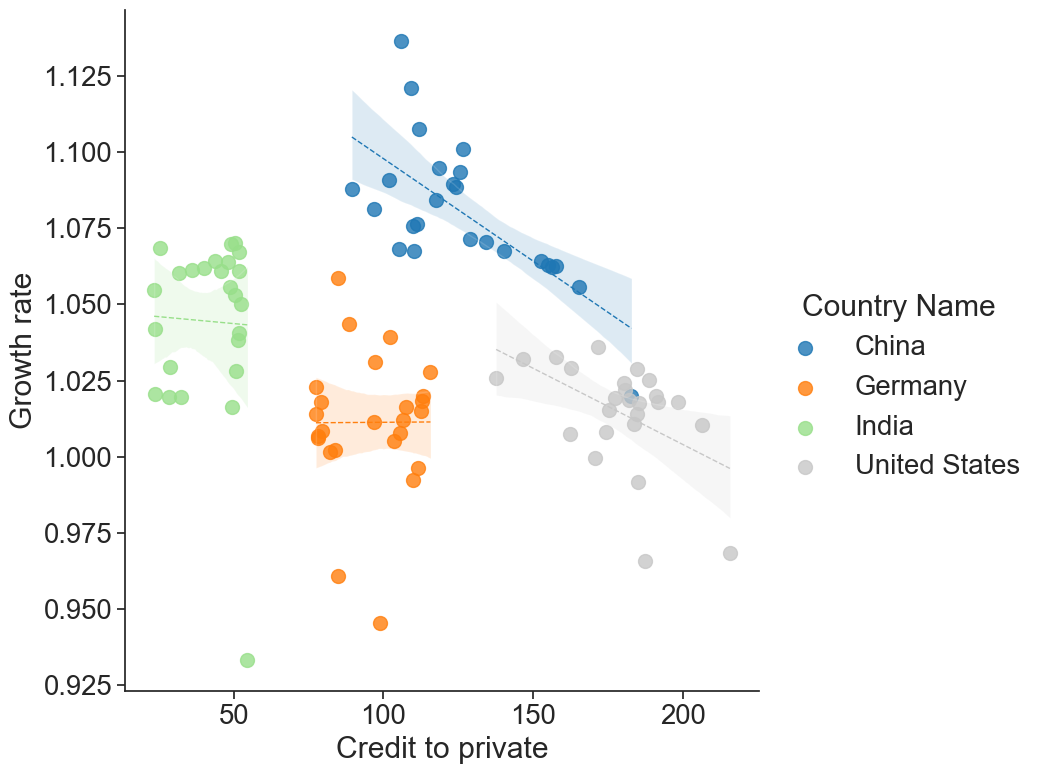 1.125
1.100
1.075
1.050
1.025
1.000
0.975
0.950
0.925
Growth rate
50 100 150 200
Credit to private
Country Name
China
Germany
India
United States